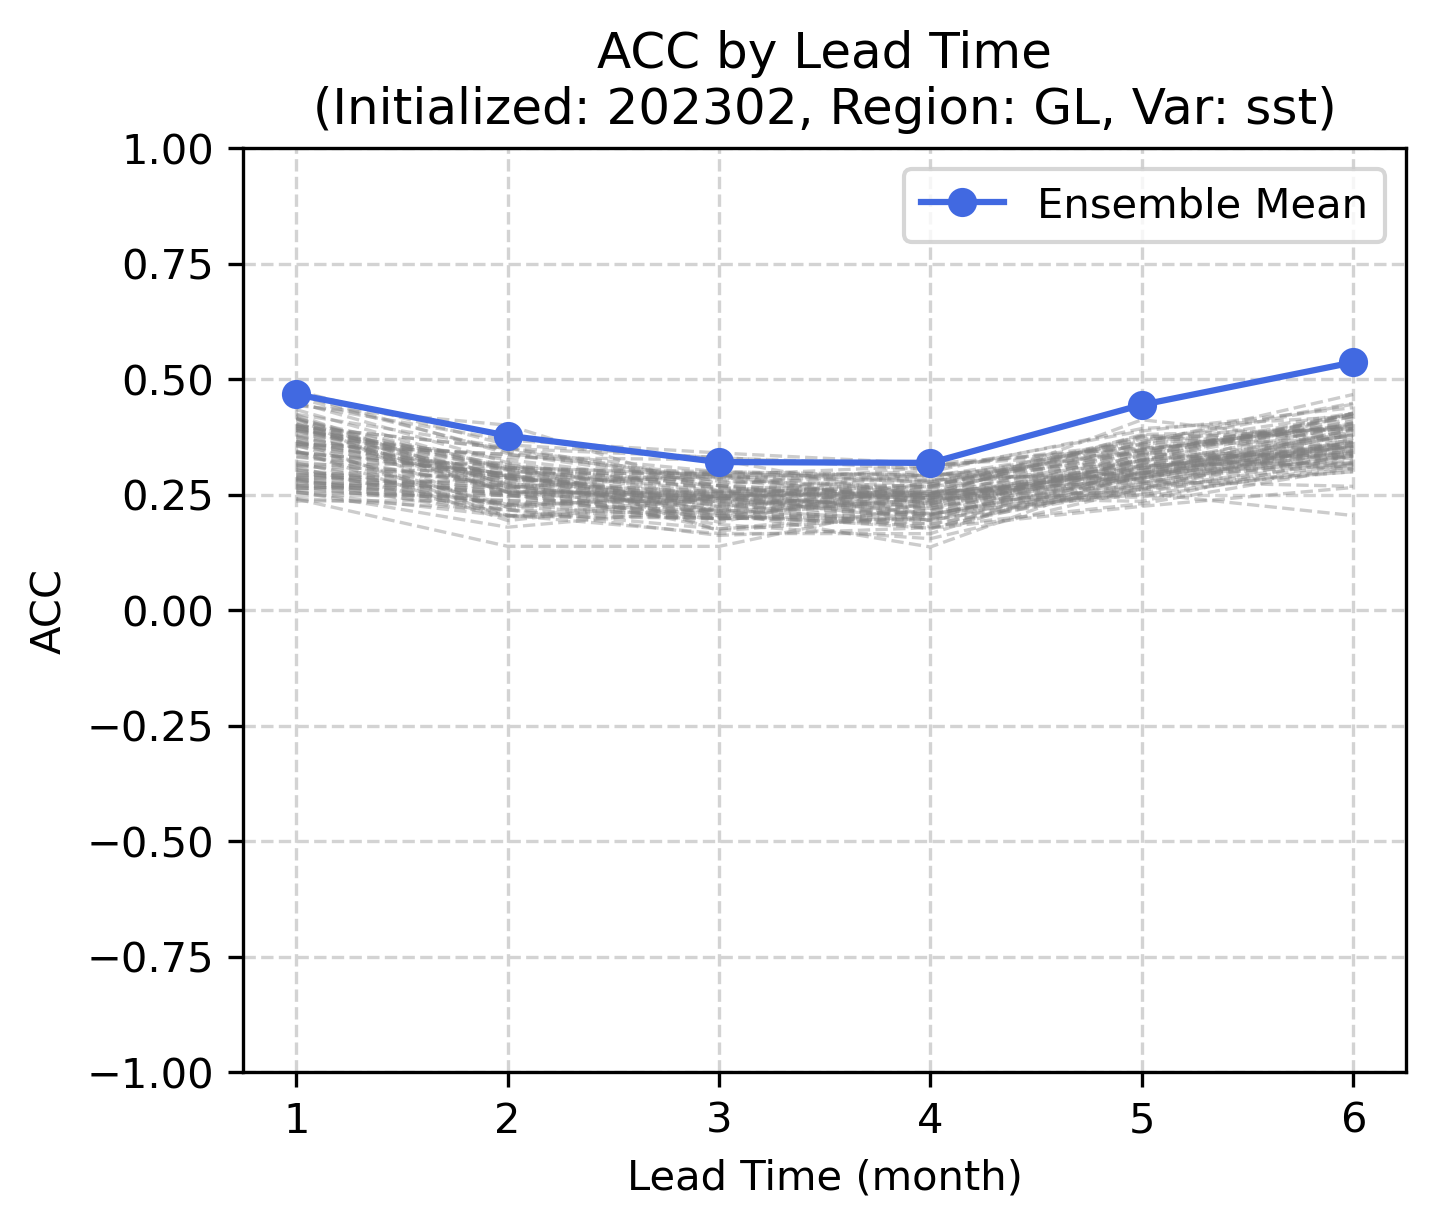 ACC by Lead Time
(Initialized: 202302, Region: GL, Var: sst)
Ensemble Mean
1.00
0.75
0.50
0.25
0.00
−0.25
−0.50
−0.75
−1.00
ACC
1 2 3 4 5 6
Lead Time (month)